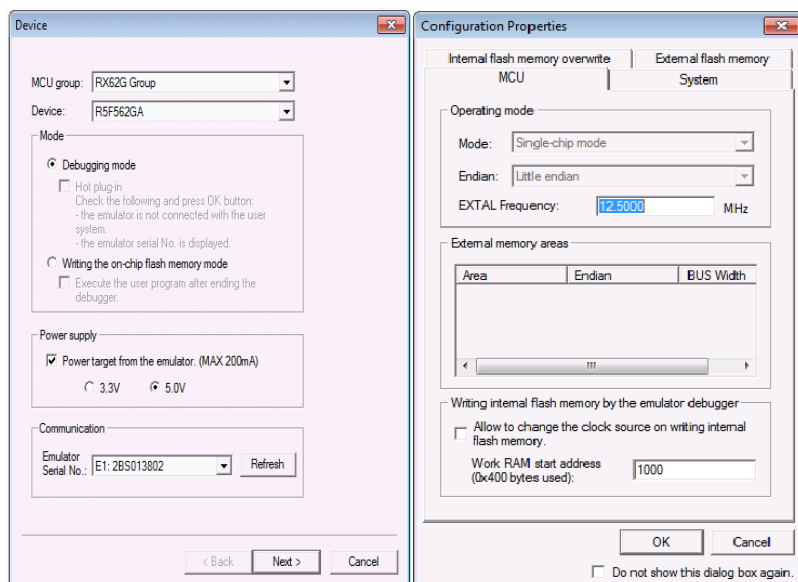 Device
MCU group: RX62G Group
Device: R5F562GA
Mode
Debugging mode
Hot plug-in
Check the following and press OK button:
- the emulator is not connected with the user
system.
- the emulator serial No. is displayed.
Writing the on-chip flash memory mode
Execute the user program after ending the
debugger.
Power supply
Power target from the emulator. (MAX 200mA)
3.3V 5.0V
Communication
Emulator
Serial No.: E1: 2BS013802 Refresh
< Back Next > Cancel
Configuration Properties
Internal flash memory overwrite External flash memory
MCU System
Operating mode
Mode: Single-chip mode
Endian: Little endian
EXTAL Frequency: 12.5000 MHz
External memory areas
Area Endian BUS Width
Writing internal flash memory by the emulator debugger
Allow to change the clock source on writing internal
flash memory.
Work RAM start address
(0x400 bytes used): 1000
OK Cancel
Do not show this dialog box again.